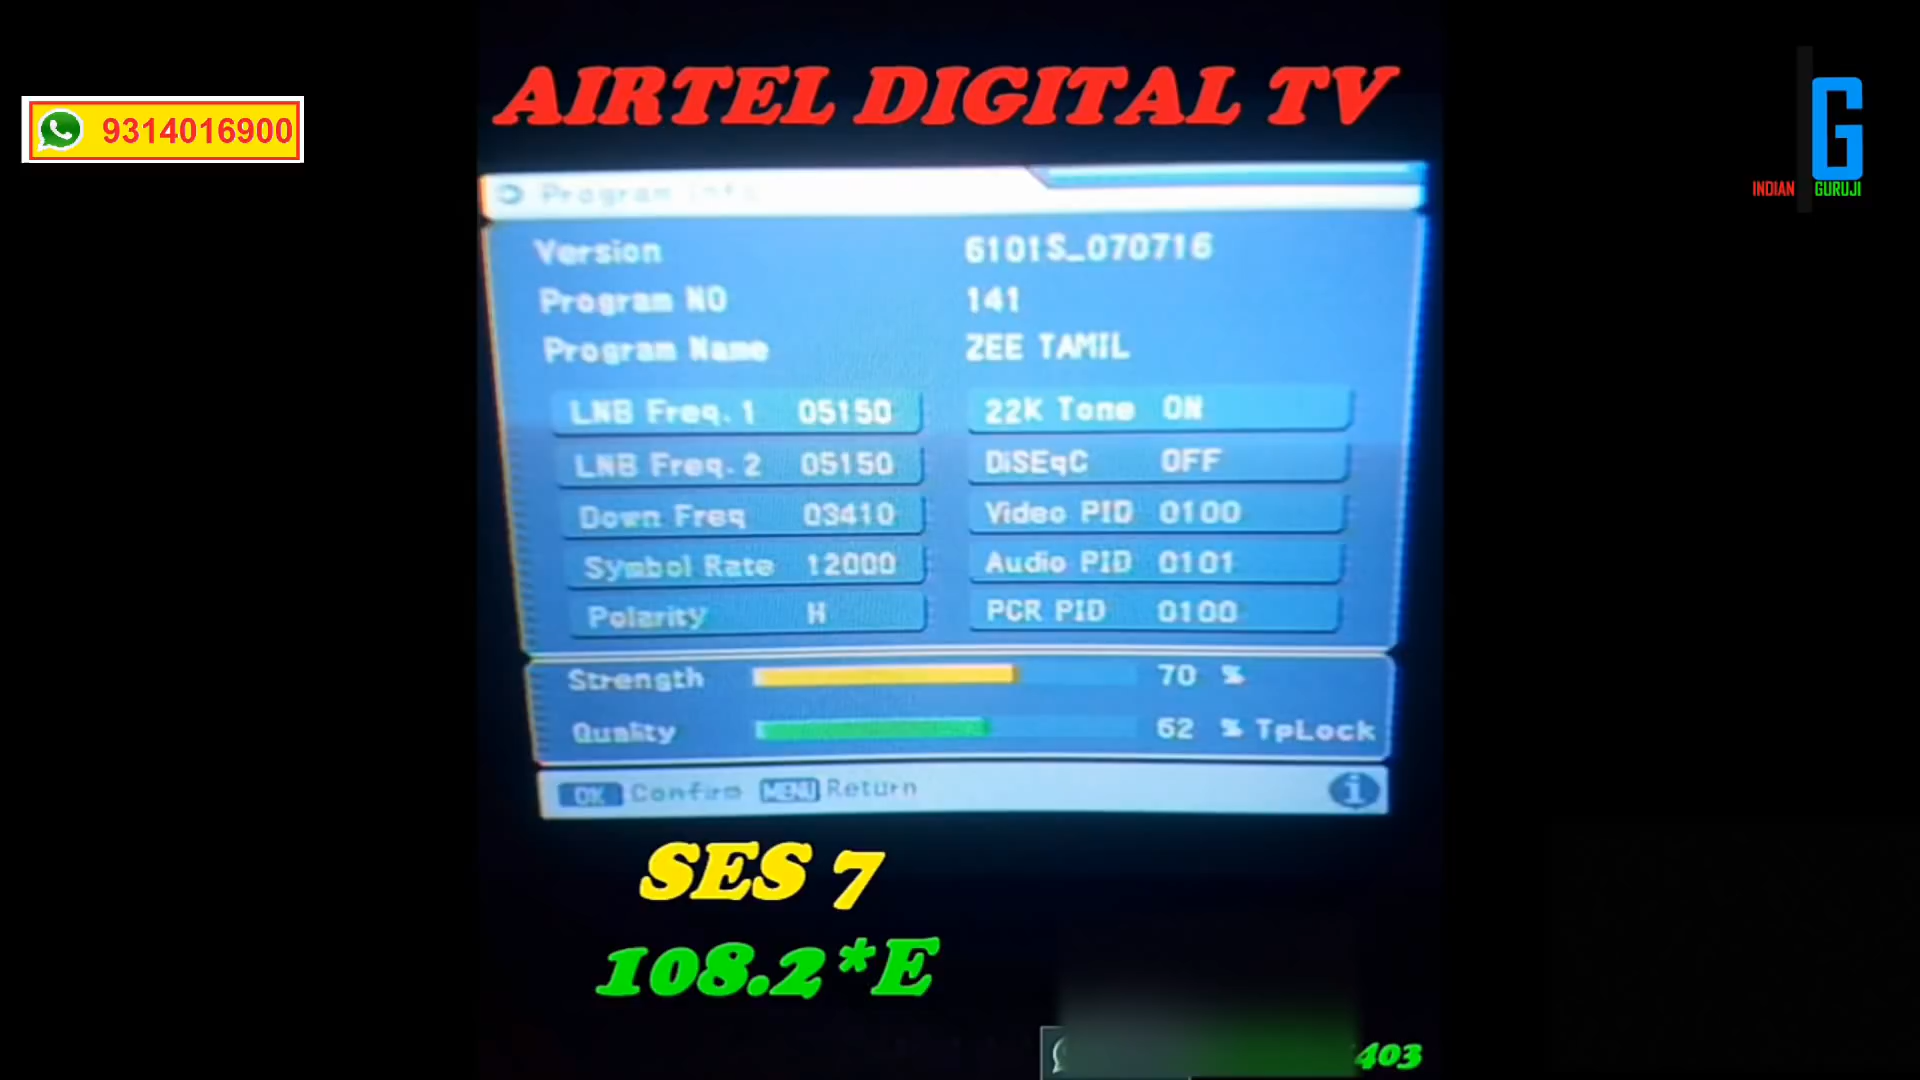 AIRTEL DIGITAL TV
9314016900
G
INDIAN GURUJI
Program Info
Version 6101S_070716
Program NO 141
Program Name ZEE TAMIL
LNB Freq. 1 05150 22K Tone ON
LNB Freq. 2 05150 DiSEqC OFF
Down Freq 03410 Video PID 0100
Symbol Rate 12000 Audio PID 0101
Polarity H PCR PID 0100
Strength 70 %
Quality 62 % TpLock
OK Confirm MENU Return i
SES 7
108.2*E
403